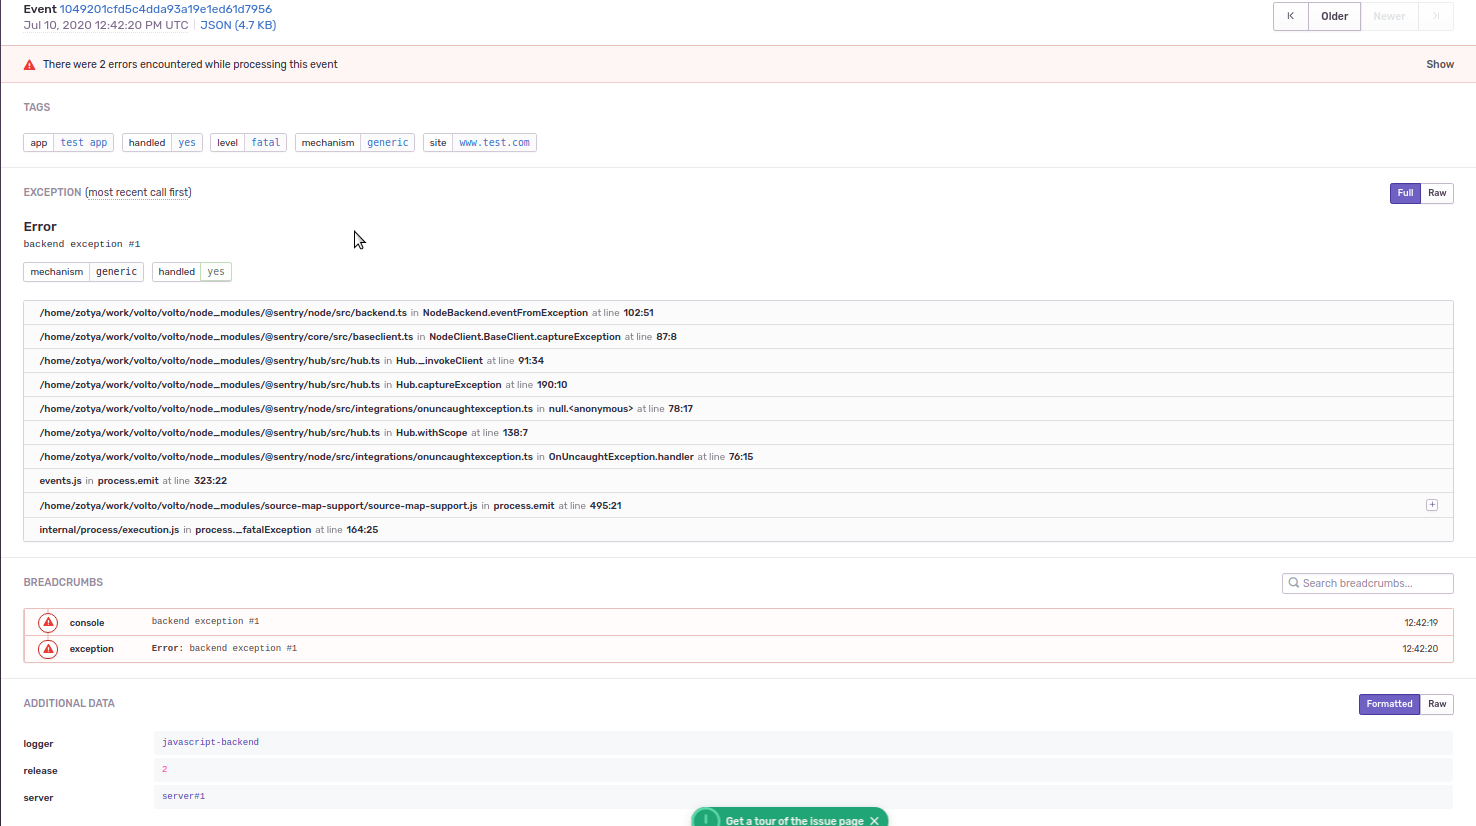 Event 1049201cfd5c4dda93a19e1ed61d7956
Jul 10, 2020 12:42:20 PM UTC | JSON (4.7 KB)
Older Newer
There were 2 errors encountered while processing this event Show
TAGS
app test app handled yes level fatal mechanism generic site www.test.com
EXCEPTION (most recent call first) Full Raw
Error
backend exception #1
mechanism generic handled yes
/home/zotya/work/volto/volto/node_modules/@sentry/node/src/backend.ts in NodeBackend.eventFromException at line 102:51
/home/zotya/work/volto/volto/node_modules/@sentry/core/src/baseclient.ts in NodeClient.BaseClient.captureException at line 87:8
/home/zotya/work/volto/volto/node_modules/@sentry/hub/src/hub.ts in Hub._invokeClient at line 91:34
/home/zotya/work/volto/volto/node_modules/@sentry/hub/src/hub.ts in Hub.captureException at line 190:10
/home/zotya/work/volto/volto/node_modules/@sentry/node/src/integrations/onuncaughtexception.ts in null.<anonymous> at line 78:17
/home/zotya/work/volto/volto/node_modules/@sentry/hub/src/hub.ts in Hub.withScope at line 138:7
/home/zotya/work/volto/volto/node_modules/@sentry/node/src/integrations/onuncaughtexception.ts in OnUncaughtException.handler at line 76:15
events.js in process.emit at line 323:22
/home/zotya/work/volto/volto/node_modules/source-map-support/source-map-support.js in process.emit at line 495:21
internal/process/execution.js in process._fatalException at line 164:25
BREADCRUMBS Search breadcrumbs...
console backend exception #1 12:42:19
exception Error: backend exception #1 12:42:20
ADDITIONAL DATA Formatted Raw
logger javascript-backend
release 2
server server#1
Get a tour of the issue page